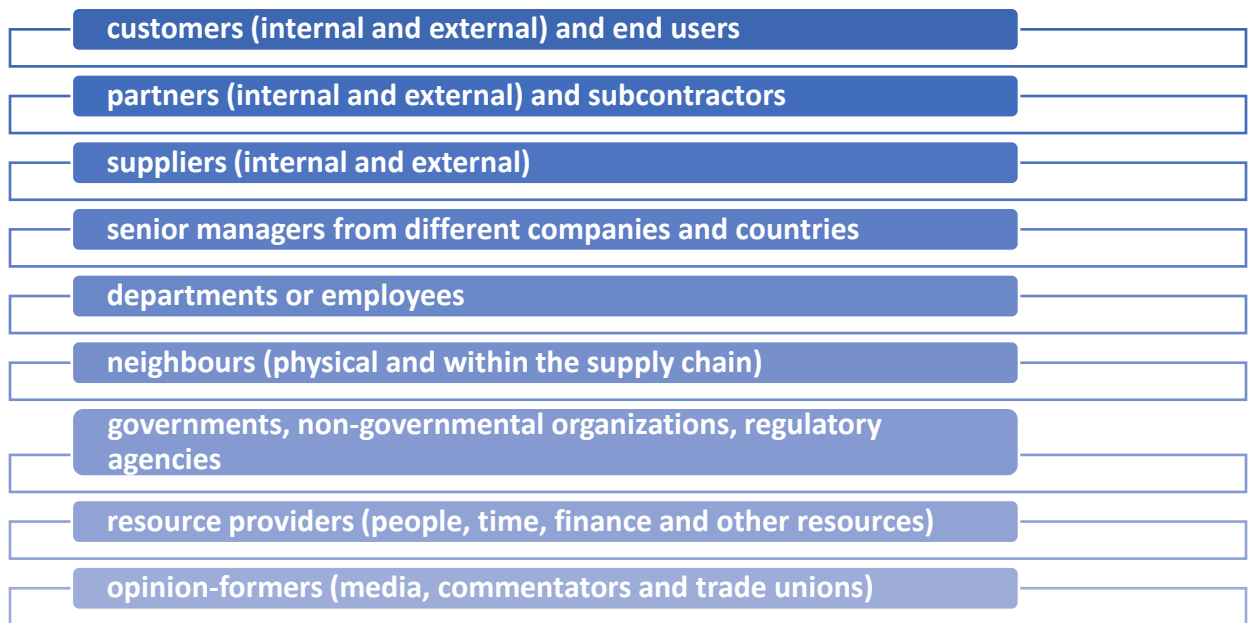 customers (internal and external) and end users
partners (internal and external) and subcontractors
suppliers (internal and external)
senior managers from different companies and countries
departments or employees
neighbours (physical and within the supply chain)
governments, non-governmental organizations, regulatory
agencies
resource providers (people, time, finance and other resources)
opinion-formers (media, commentators and trade unions)